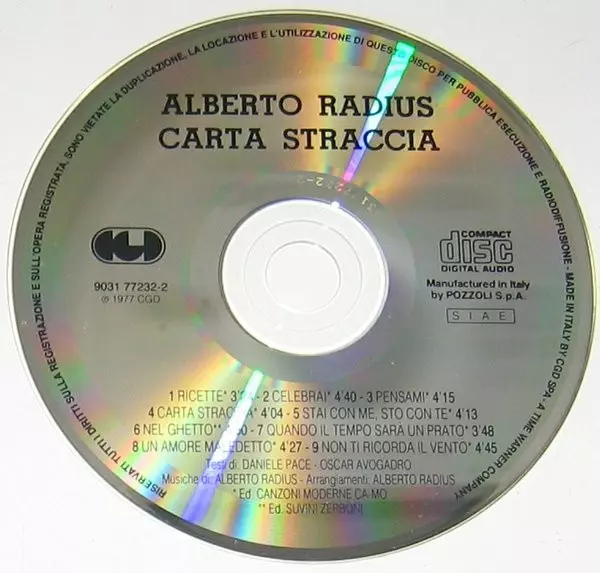 RISERVATI TUTTI I DIRITTI SULLA REGISTRAZIONE E SULL'OPERA REGISTRATA, SONO VIETATE LA DUPLICAZIONE, LA LOCAZIONE E L'UTILIZZAZIONE DI QUESTO DISCO PER PUBBLICA ESECUZIONE E RADIODIFFUSIONE - MADE IN ITALY BY CGD SPA - A TIME WARNER COMPANY
ALBERTO RADIUS
CARTA STRACCIA
CGD
COMPACT
disc
DIGITAL AUDIO
9031 77232-2
℗ 1977 CGD
Manufactured in Italy
by POZZOLI S.p.A.
SIAE
1 RICETTE* - 2 CELEBRAI* 4'40 - 3 PENSAMI* 4'15
4 CARTA STRACCIA* 4'04 - 5 STAI CON ME, STO CON TE* 4'13
6 NEL GHETTO** - 7 QUANDO IL TEMPO SARÀ UN PRATO* 3'48
8 UN AMORE MALEDETTO* 4'27 - 9 NON TI RICORDA IL VENTO* 4'45
Testi di: DANIELE PACE - OSCAR AVOGADRO
Musiche di: ALBERTO RADIUS - Arrangiamenti: ALBERTO RADIUS
* Ed. CANZONI MODERNE CA-MO
** Ed. SUVINI ZERBONI